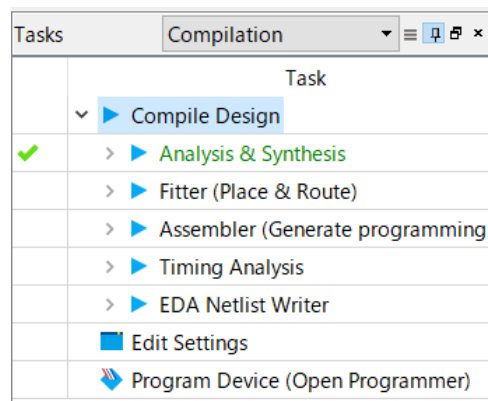 Tasks Compilation
Task
Compile Design
Analysis & Synthesis
Fitter (Place & Route)
Assembler (Generate programming
Timing Analysis
EDA Netlist Writer
Edit Settings
Program Device (Open Programmer)